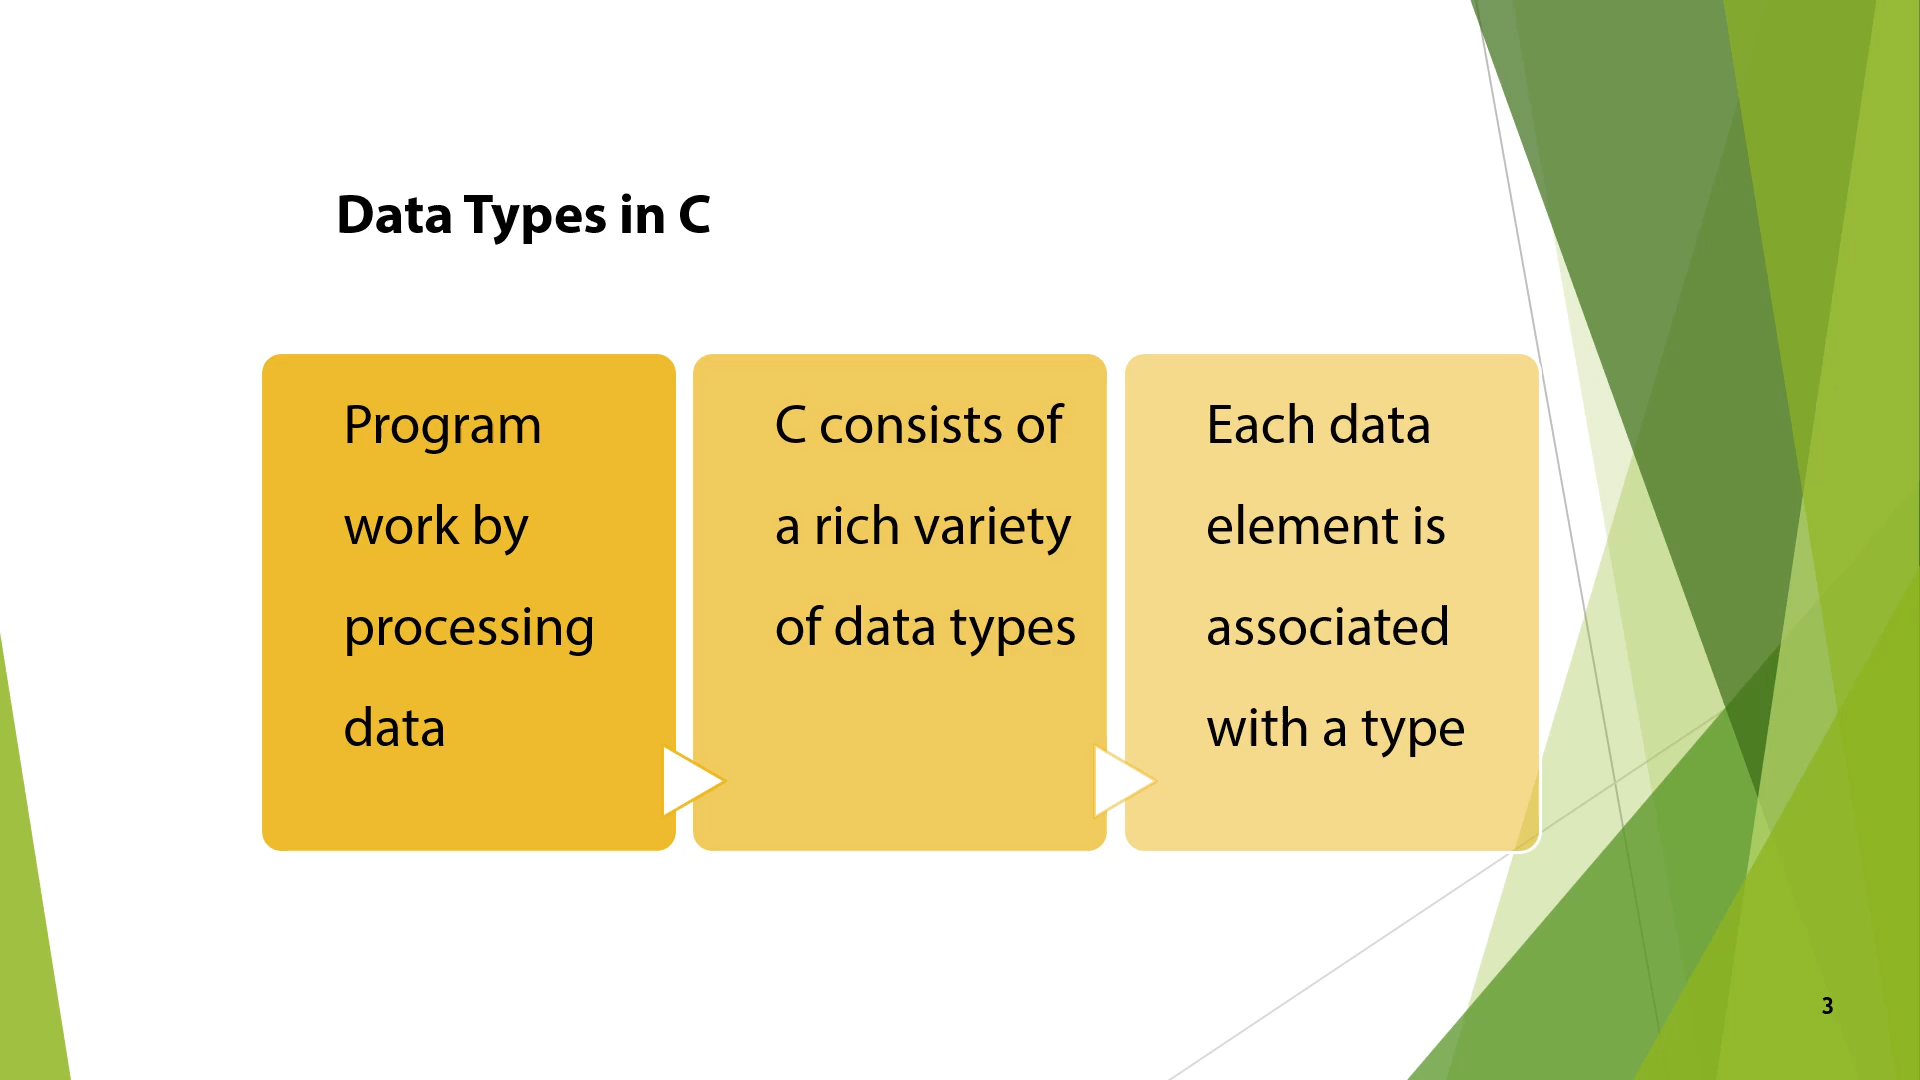 Data Types in C
Program
work by
processing
data
C consists of
a rich variety
of data types
Each data
element is
associated
with a type
3